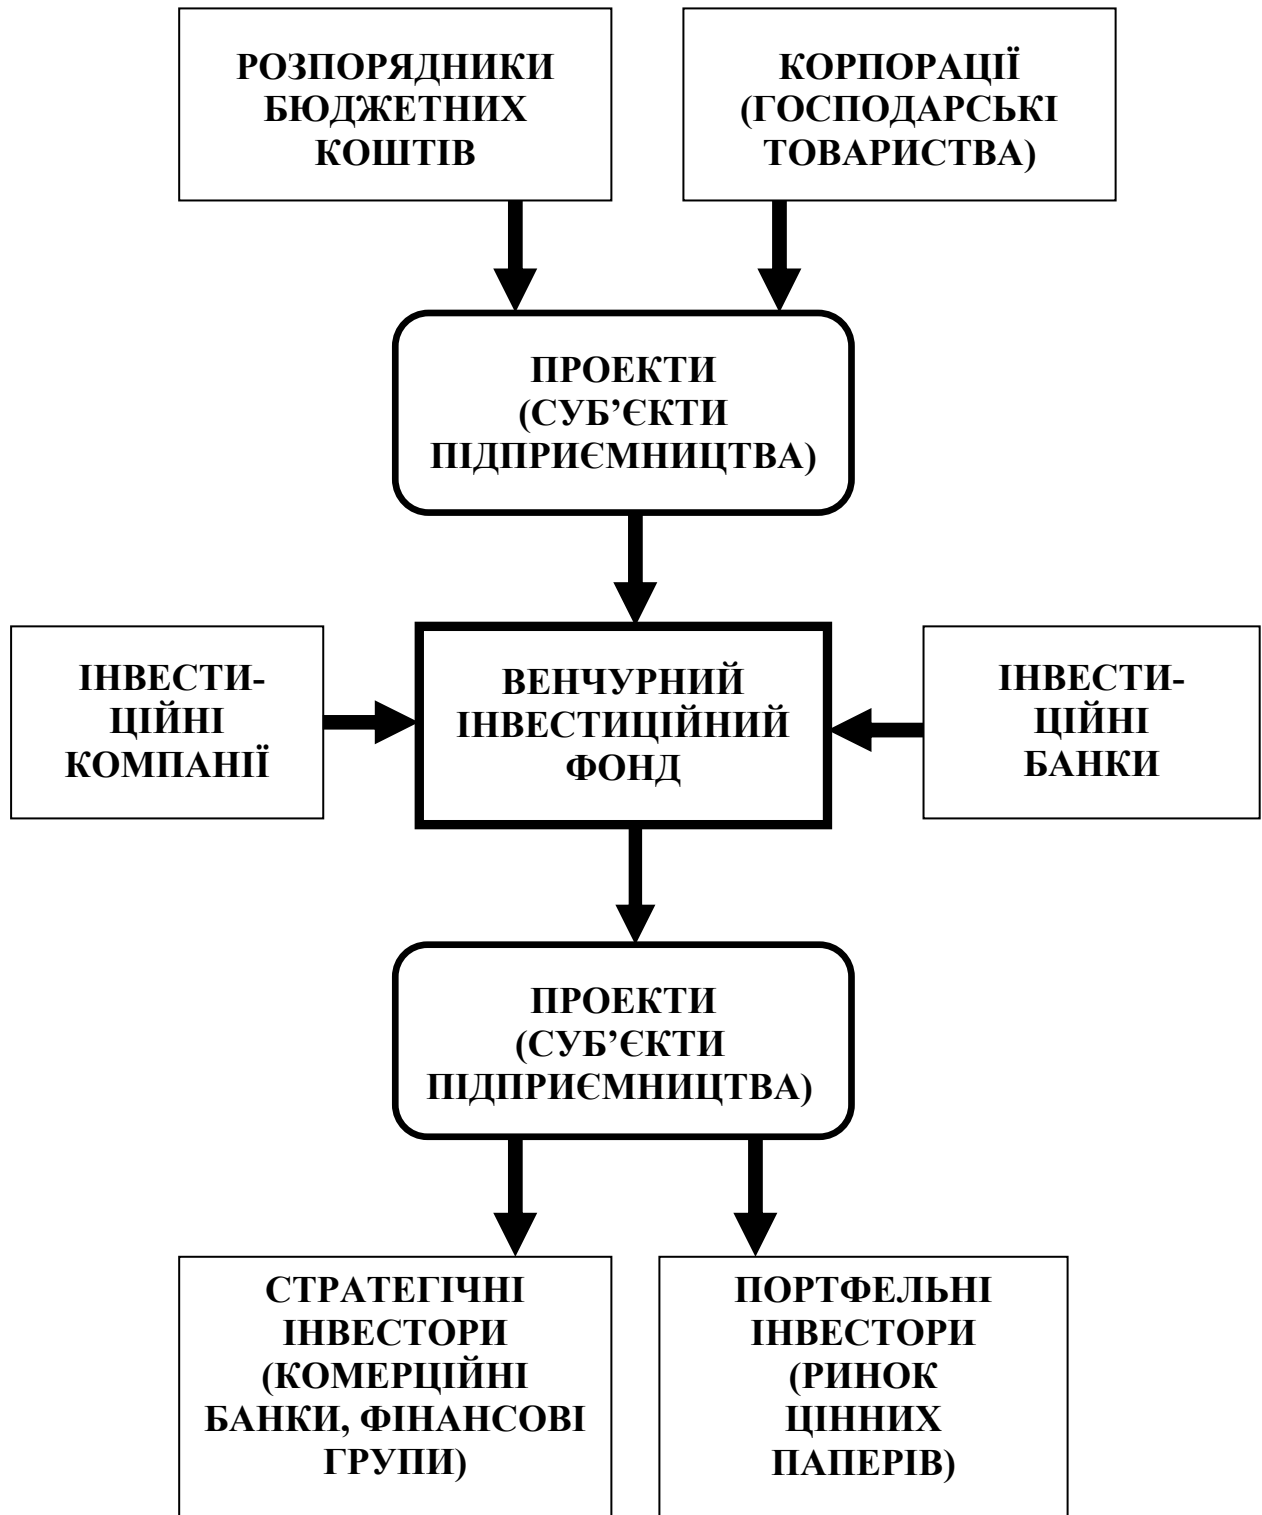 РОЗПОРЯДНИКИ
БЮДЖЕТНИХ
КОШТІВ
КОРПОРАЦІЇ
(ГОСПОДАРСЬКІ
ТОВАРИСТВА)
ПРОЕКТИ
(СУБ’ЄКТИ
ПІДПРИЄМНИЦТВА)
ІНВЕСТИ-
ЦІЙНІ
КОМПАНІЇ
ВЕНЧУРНИЙ
ІНВЕСТИЦІЙНИЙ
ФОНД
ІНВЕСТИ-
ЦІЙНІ
БАНКИ
ПРОЕКТИ
(СУБ’ЄКТИ
ПІДПРИЄМНИЦТВА)
СТРАТЕГІЧНІ
ІНВЕСТОРИ
(КОМЕРЦІЙНІ
БАНКИ, ФІНАНСОВІ
ГРУПИ)
ПОРТФЕЛЬНІ
ІНВЕСТОРИ
(РИНОК
ЦІННИХ
ПАПЕРІВ)